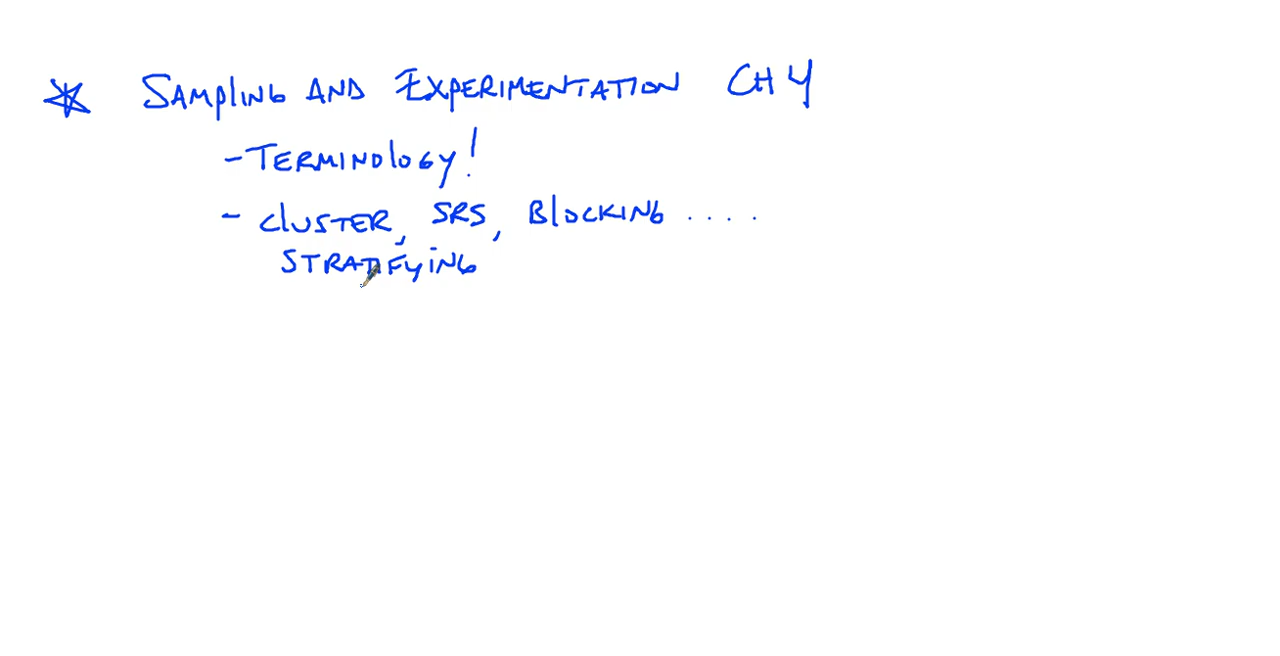 * SAMPlING AND EXPERIMENTATION CH 4
- TERMINOlOGY!
- ClUSTER, SRS, BlOCKING ....
STRATIFYiNG